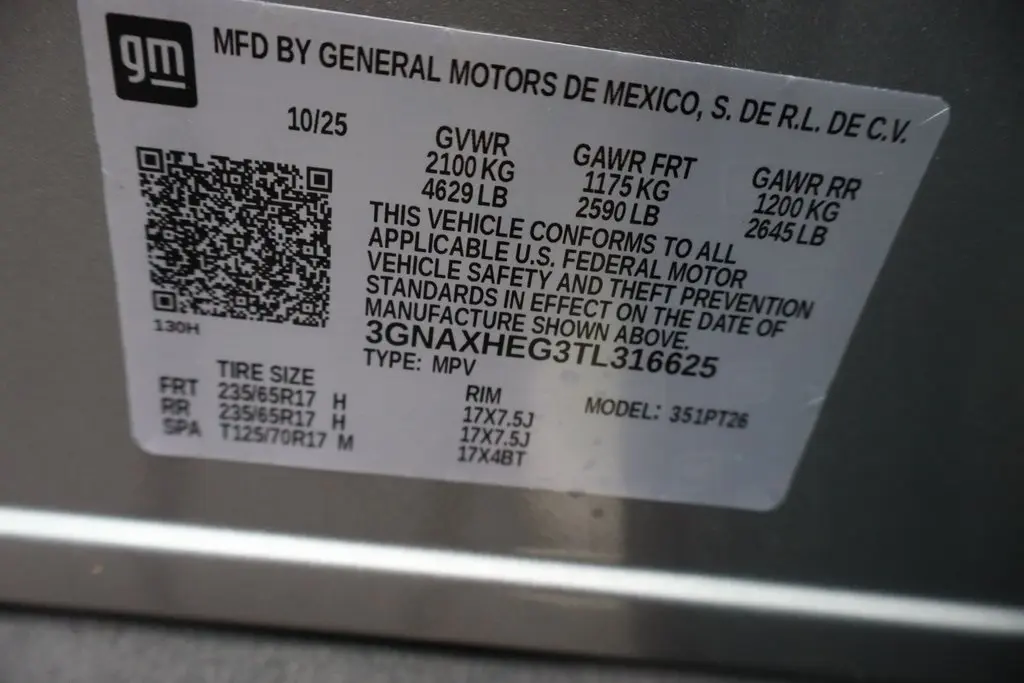 gm
MFD BY GENERAL MOTORS DE MEXICO, S. DE R.L. DE C.V.
10/25
GVWR
2100 KG
4629 LB
GAWR FRT
1175 KG
2590 LB
GAWR RR
1200 KG
2645 LB
THIS VEHICLE CONFORMS TO ALL
APPLICABLE U.S. FEDERAL MOTOR
VEHICLE SAFETY AND THEFT PREVENTION
STANDARDS IN EFFECT ON THE DATE OF
MANUFACTURE SHOWN ABOVE.
3GNAXHEG3TL316625
TYPE: MPV
130H
TIRE SIZE
RIM
MODEL: 351PT26
FRT 235/65R17 H 17X7.5J
RR 235/65R17 H 17X7.5J
SPA T125/70R17 M 17X4BT